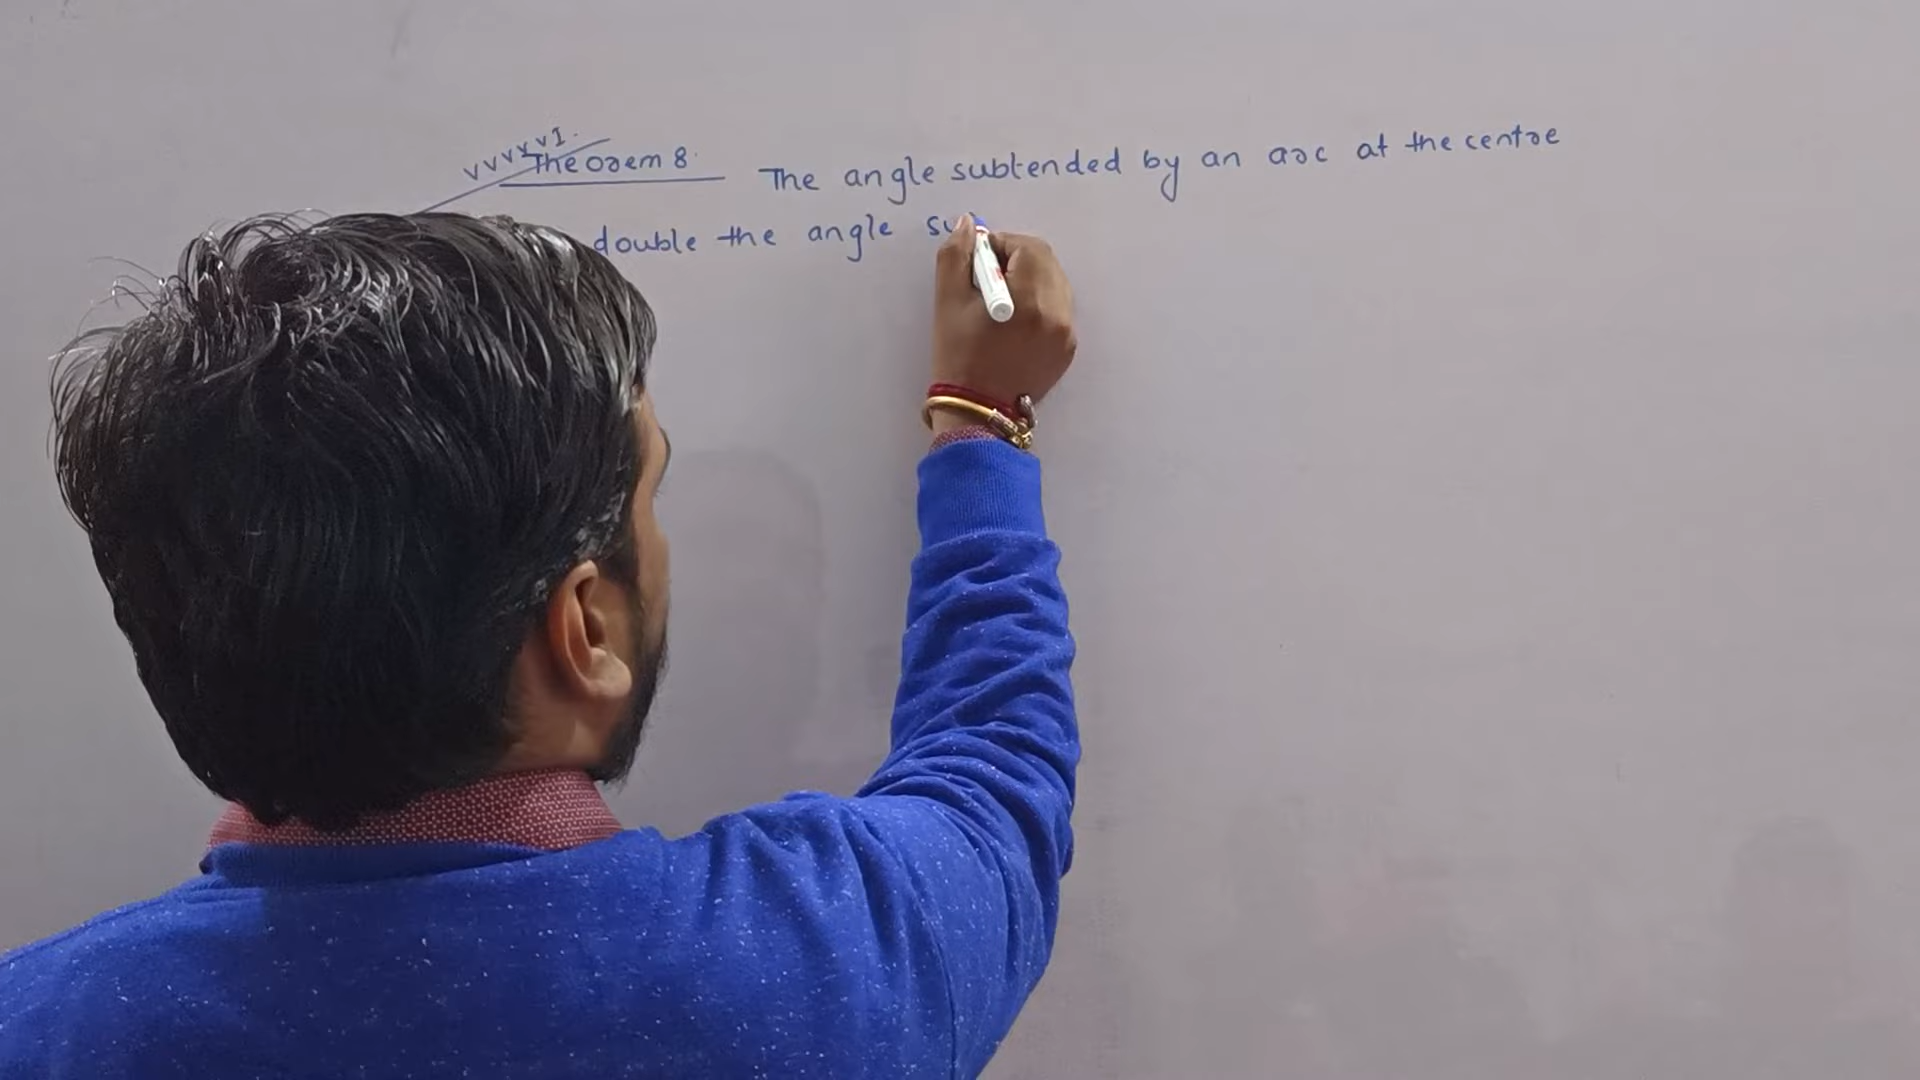 VVVVVI.
Theorem 8. The angle subtended by an arc at the centre
double the angle su